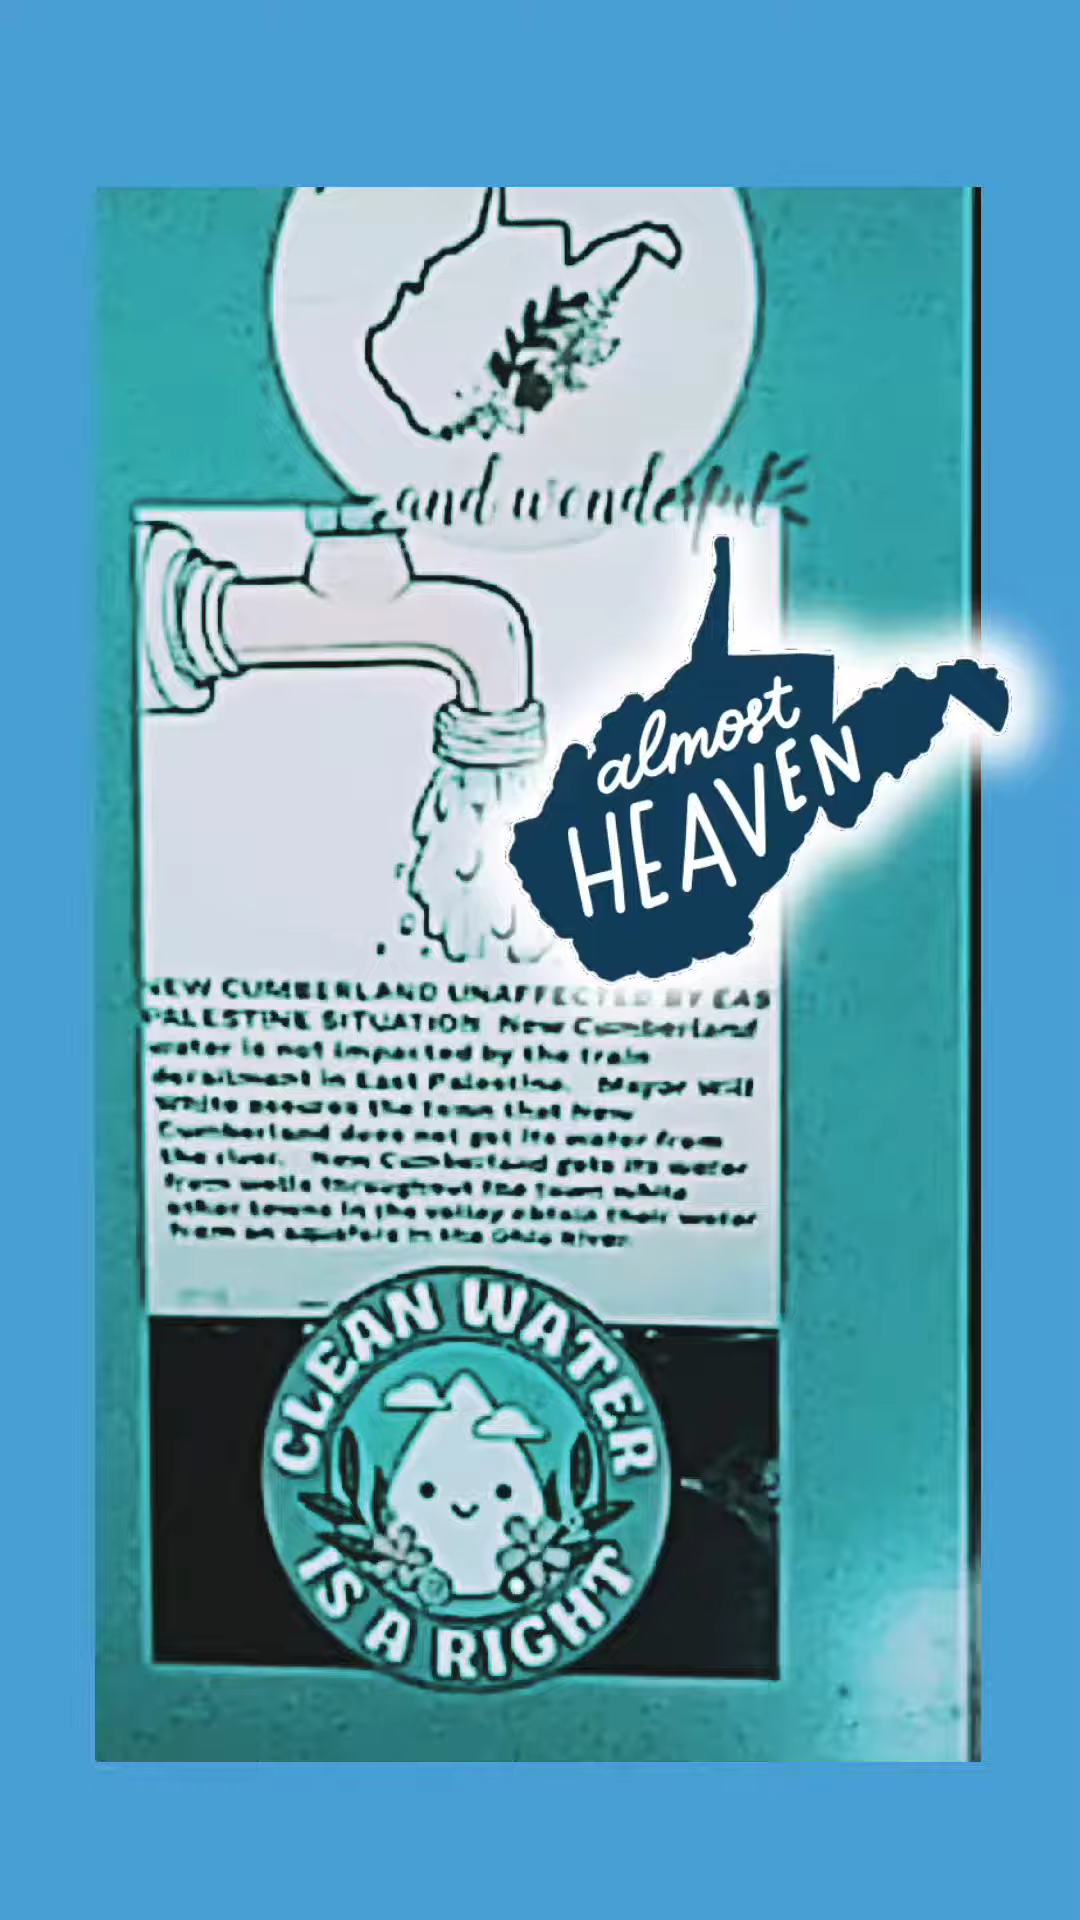 and wonderful
almost
HEAVEN
NEW CUMBERLAND UNAFFECTED BY EAS
PALESTINE SITUATION New Cumberland
water is not impacted by the train
derailment in East Palestine. Mayor Will
White assures the town that New
Cumberland does not get its water from
the river. New Cumberland gets its water
from wells throughout the town while
other towns in the valley obtain their water
from an aquafers in the Ohio River.
CLEAN WATER
IS A RIGHT